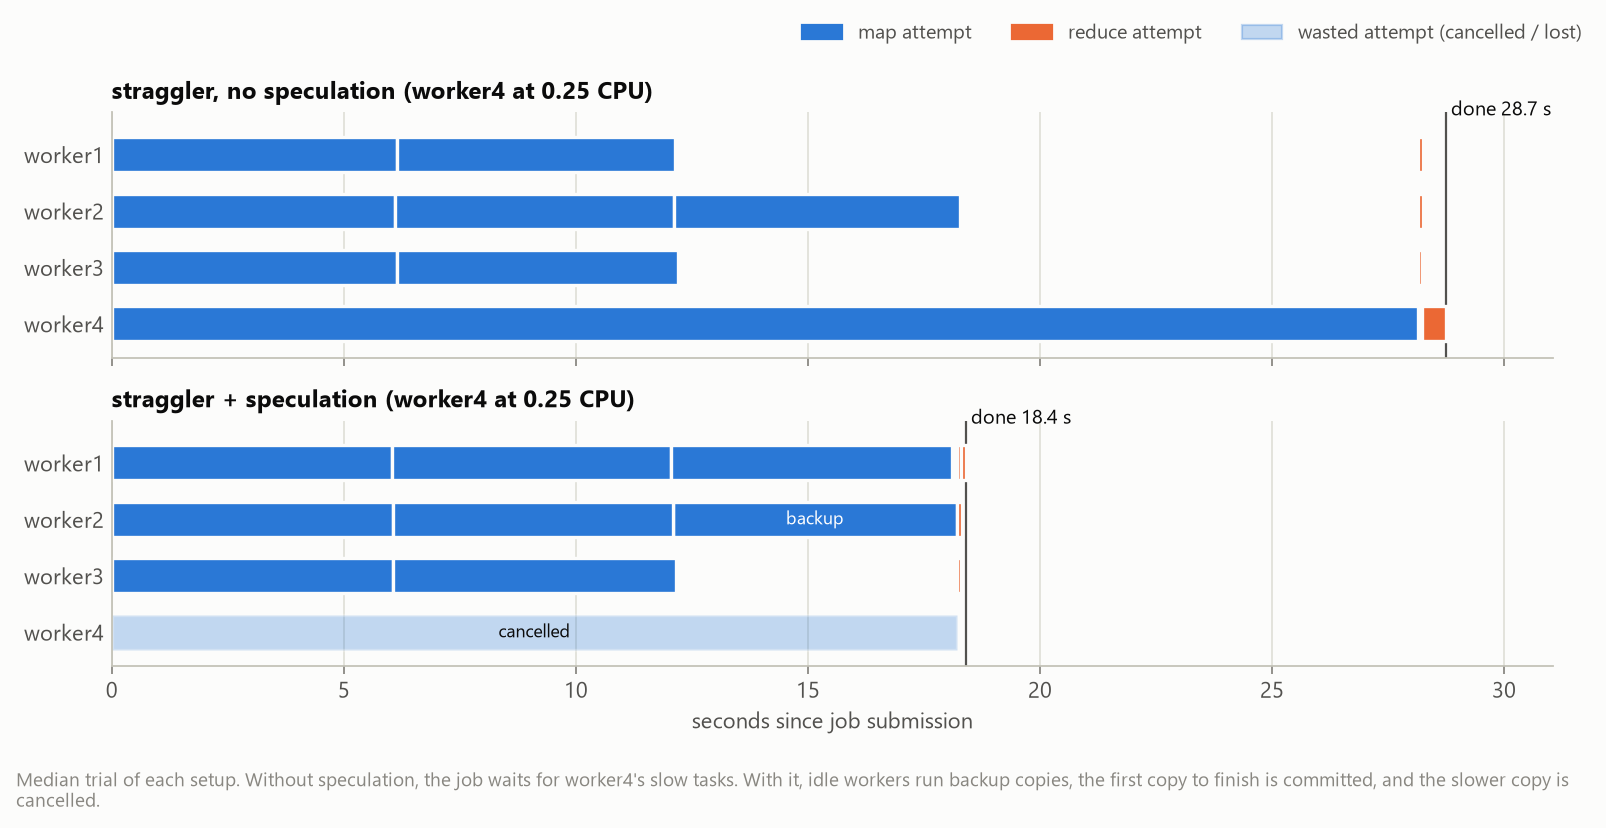 map attempt
reduce attempt
wasted attempt (cancelled / lost)
straggler, no speculation (worker4 at 0.25 CPU)
done 28.7 s
worker1
worker2
worker3
worker4
straggler + speculation (worker4 at 0.25 CPU)
done 18.4 s
worker1
worker2
backup
worker3
worker4
cancelled
0 5 10 15 20 25 30
seconds since job submission
Median trial of each setup. Without speculation, the job waits for worker4's slow tasks. With it, idle workers run backup copies, the first copy to finish is committed, and the slower copy is
cancelled.